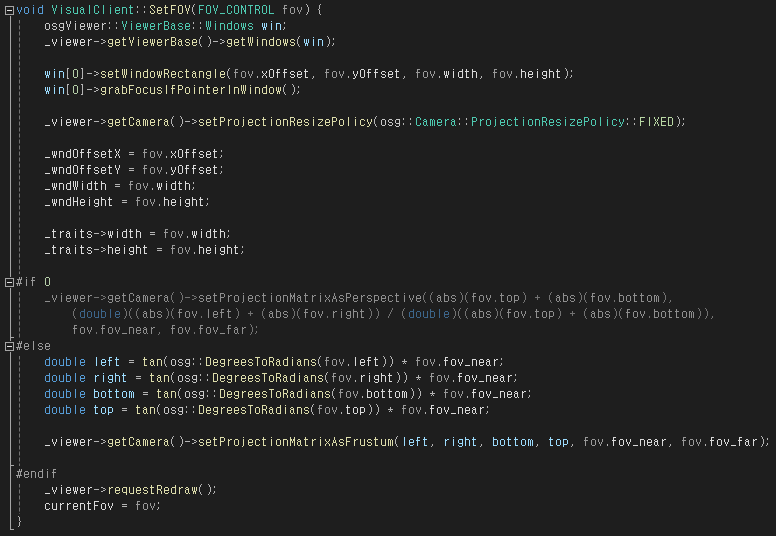 void VisualClient::SetFOV(FOV_CONTROL fov) {
osgViewer::ViewerBase::Windows win;
_viewer->getViewerBase()->getWindows(win);
win[0]->setWindowRectangle(fov.xOffset, fov.yOffset, fov.width, fov.height);
win[0]->grabFocusIfPointerInWindow();
_viewer->getCamera()->setProjectionResizePolicy(osg::Camera::ProjectionResizePolicy::FIXED);
_wndOffsetX = fov.xOffset;
_wndOffsetY = fov.yOffset;
_wndWidth = fov.width;
_wndHeight = fov.height;
_traits->width = fov.width;
_traits->height = fov.height;
#if 0
_viewer->getCamera()->setProjectionMatrixAsPerspective((abs)(fov.top) + (abs)(fov.bottom),
(double)((abs)(fov.left) + (abs)(fov.right)) / (double)((abs)(fov.top) + (abs)(fov.bottom)),
fov.fov_near, fov.fov_far);
#else
double left = tan(osg::DegreesToRadians(fov.left)) * fov.fov_near;
double right = tan(osg::DegreesToRadians(fov.right)) * fov.fov_near;
double bottom = tan(osg::DegreesToRadians(fov.bottom)) * fov.fov_near;
double top = tan(osg::DegreesToRadians(fov.top)) * fov.fov_near;
_viewer->getCamera()->setProjectionMatrixAsFrustum(left, right, bottom, top, fov.fov_near, fov.fov_far);
#endif
_viewer->requestRedraw();
currentFov = fov;
}